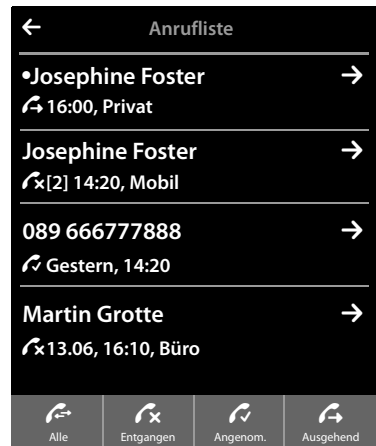 Anrufliste
•Josephine Foster
16:00, Privat
Josephine Foster
[2] 14:20, Mobil
089 666777888
Gestern, 14:20
Martin Grotte
13.06, 16:10, Büro
Alle Entgangen Angenom. Ausgehend